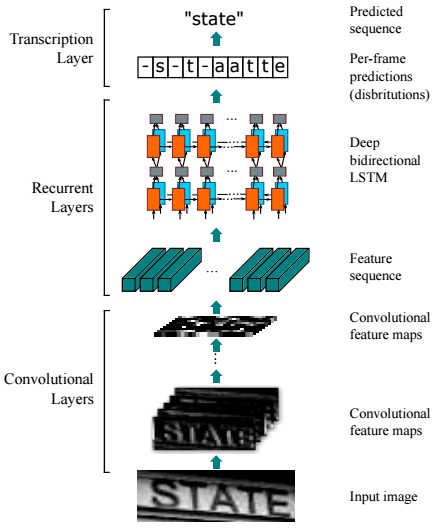 "state"
Predicted
sequence
Transcription
Layer
-s-t-aatte
Per-frame
predictions
(disbritutions)
...
Deep
bidirectional
LSTM
Recurrent
Layers
...
Feature
sequence
Convolutional
feature maps
...
Convolutional
Layers
STATE
Convolutional
feature maps
STATE
Input image